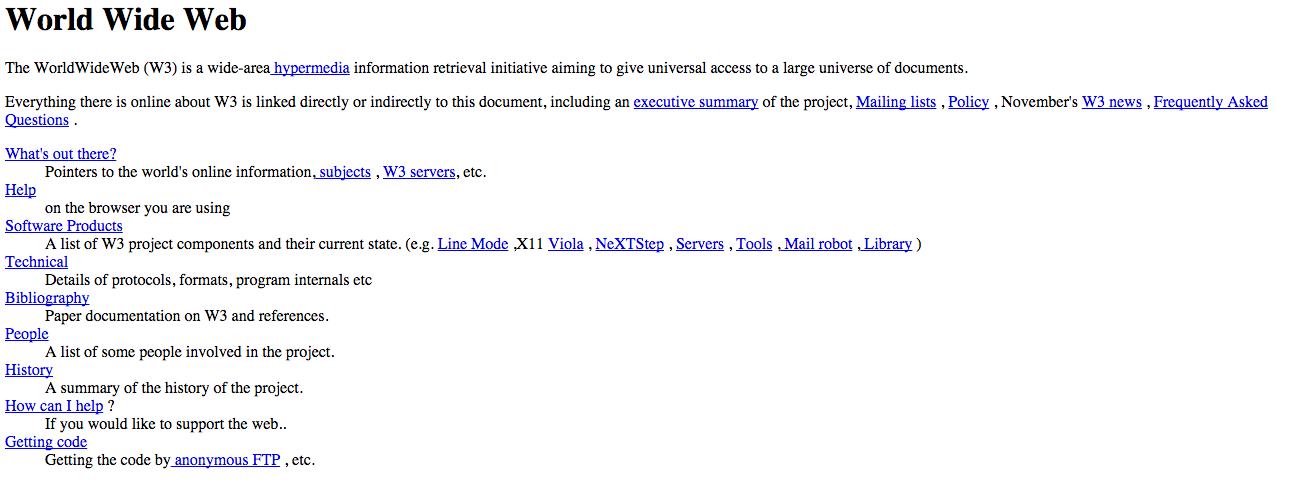 World Wide Web
The WorldWideWeb (W3) is a wide-area hypermedia information retrieval initiative aiming to give universal access to a large universe of documents.
Everything there is online about W3 is linked directly or indirectly to this document, including an executive summary of the project, Mailing lists , Policy , November's W3 news , Frequently Asked
Questions .
What's out there?
Pointers to the world's online information, subjects , W3 servers, etc.
Help
on the browser you are using
Software Products
A list of W3 project components and their current state. (e.g. Line Mode ,X11 Viola , NeXTStep , Servers , Tools , Mail robot , Library )
Technical
Details of protocols, formats, program internals etc
Bibliography
Paper documentation on W3 and references.
People
A list of some people involved in the project.
History
A summary of the history of the project.
How can I help ?
If you would like to support the web..
Getting code
Getting the code by anonymous FTP , etc.